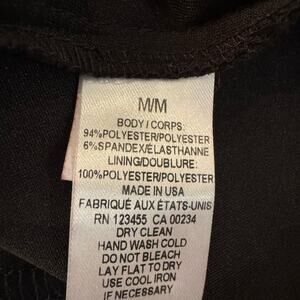 M/M
BODY/CORPS:
94%POLYESTER/POLYESTER
6%SPANDEX/ÉLASTHANNE
LINING/DOUBLURE:
100%POLYESTER/POLYESTER
MADE IN USA
FABRIQUÉ AUX ÉTATS-UNIS
RN 123455 CA 00234
DRY CLEAN
HAND WASH COLD
DO NOT BLEACH
LAY FLAT TO DRY
USE COOL IRON
IF NECESSARY